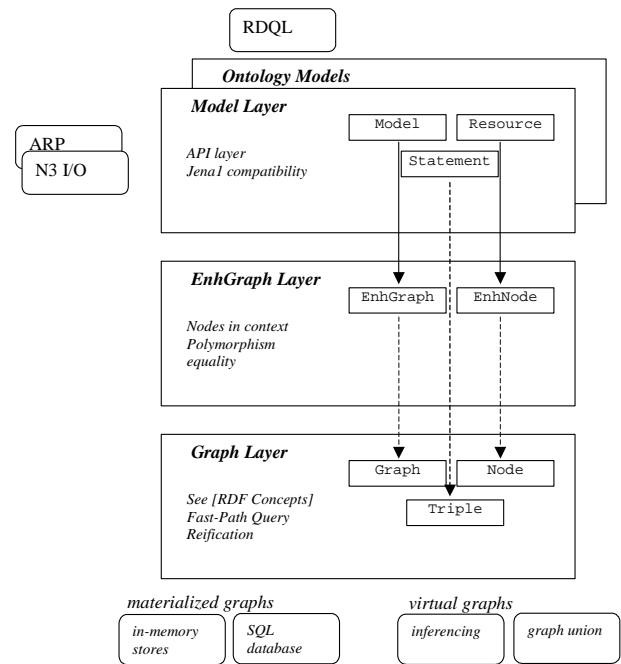 RDQL
Ontology Models
Model Layer
Model
Resource
ARP
N3 I/O
API layer
Jena1 compatibility
Statement
EnhGraph Layer
EnhGraph
EnhNode
Nodes in context
Polymorphism
equality
Graph Layer
Graph
Node
See [RDF Concepts]
Fast-Path Query
Reification
Triple
materialized graphs
virtual graphs
in-memory
stores
SQL
database
inferencing
graph union